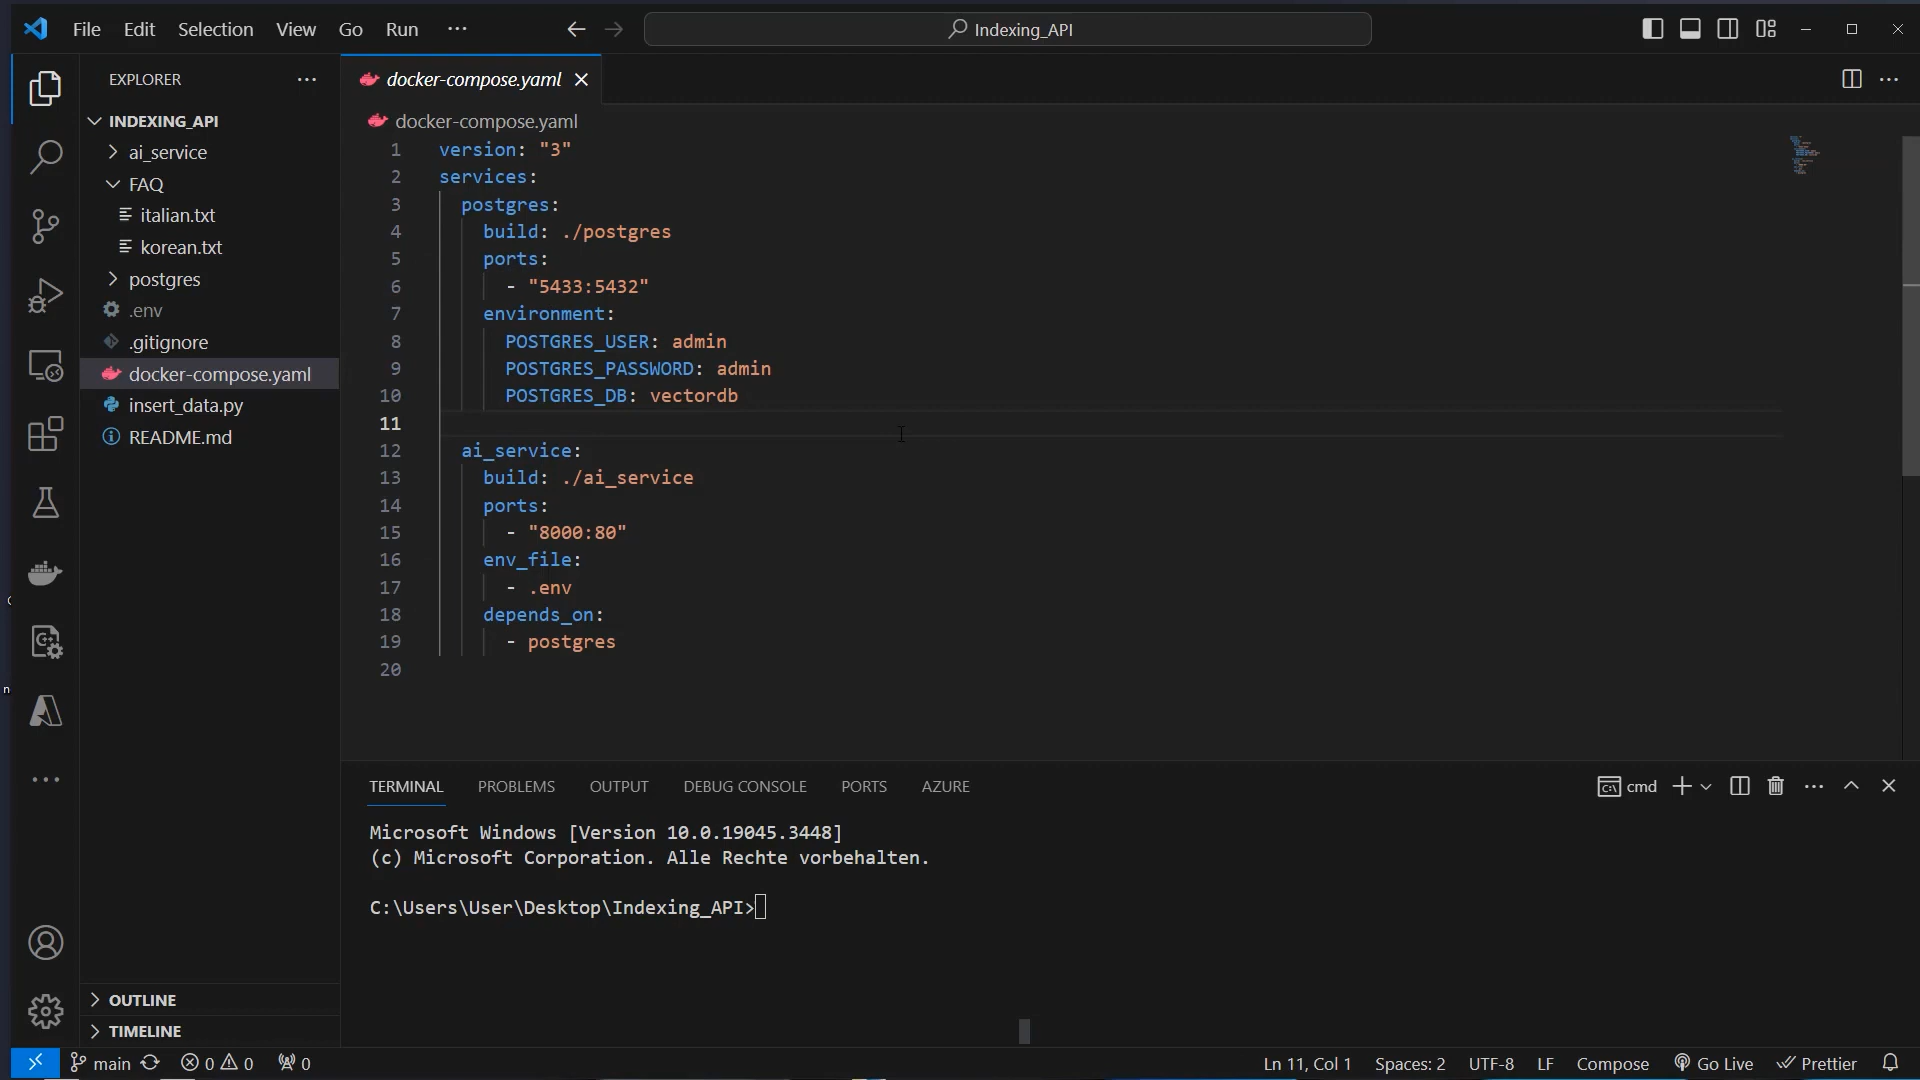 File Edit Selection View Go Run ··· Indexing_API
EXPLORER
INDEXING_API
ai_service
FAQ
italian.txt
korean.txt
postgres
.env
.gitignore
docker-compose.yaml
insert_data.py
README.md
OUTLINE
TIMELINE
docker-compose.yaml
docker-compose.yaml
1 version: "3"
2 services:
3 postgres:
4 build: ./postgres
5 ports:
6 - "5433:5432"
7 environment:
8 POSTGRES_USER: admin
9 POSTGRES_PASSWORD: admin
10 POSTGRES_DB: vectordb
11
12 ai_service:
13 build: ./ai_service
14 ports:
15 - "8000:80"
16 env_file:
17 - .env
18 depends_on:
19 - postgres
20
TERMINAL PROBLEMS OUTPUT DEBUG CONSOLE PORTS AZURE cmd
Microsoft Windows [Version 10.0.19045.3448]
(c) Microsoft Corporation. Alle Rechte vorbehalten.
C:\Users\User\Desktop\Indexing_API>
main 0 0 0 Ln 11, Col 1 Spaces: 2 UTF-8 LF Compose Go Live Prettier